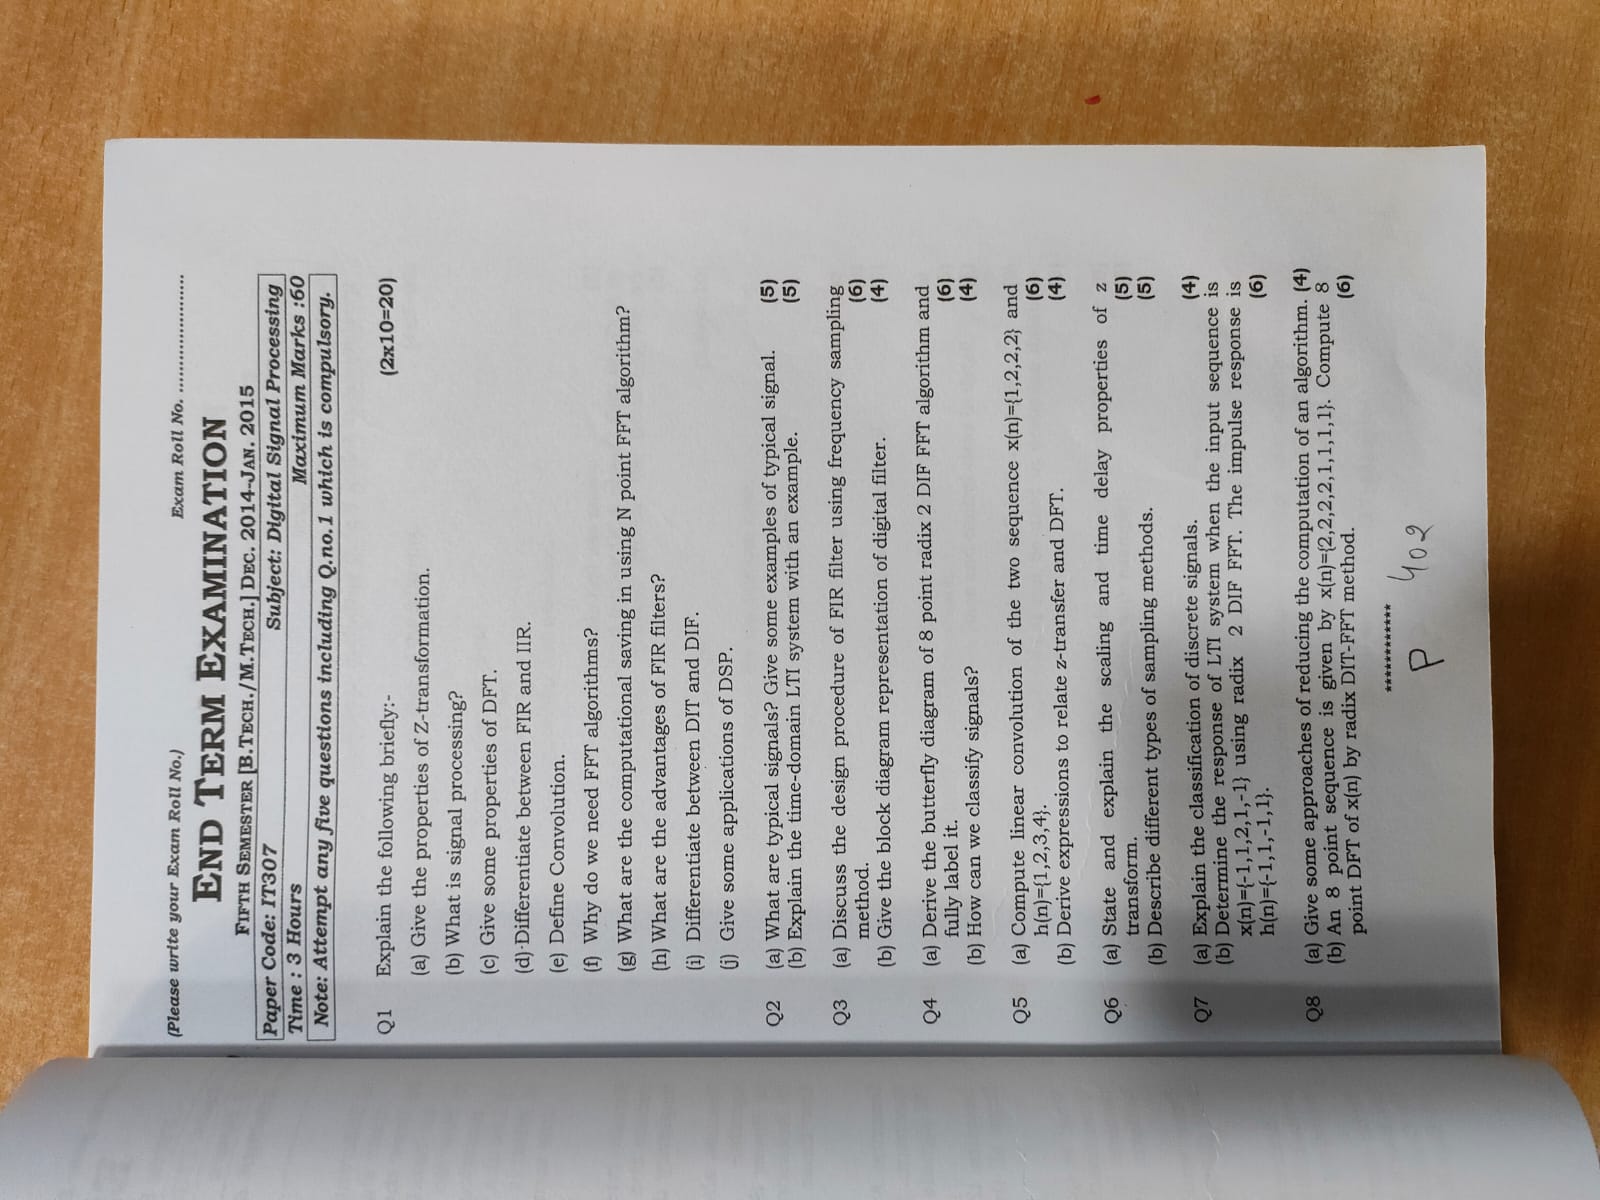 (Please write your Exam Roll No.) Exam Roll No. .....................
END TERM EXAMINATION
FIFTH SEMESTER [B.TECH./M.TECH.] DEC. 2014-JAN. 2015
Paper Code: IT307 Subject: Digital Signal Processing
Time : 3 Hours Maximum Marks :60
Note: Attempt any five questions including Q.no.1 which is compulsory.
Q1 Explain the following briefly:- (2x10=20)
(a) Give the properties of Z-transformation.
(b) What is signal processing?
(c) Give some properties of DFT.
(d) Differentiate between FIR and IIR.
(e) Define Convolution.
(f) Why do we need FFT algorithms?
(g) What are the computational saving in using N point FFT algorithm?
(h) What are the advantages of FIR filters?
(i) Differentiate between DIT and DIF.
(j) Give some applications of DSP.
Q2 (a) What are typical signals? Give some examples of typical signal. (5)
(b) Explain the time-domain LTI system with an example. (5)
Q3 (a) Discuss the design procedure of FIR filter using frequency sampling
method. (6)
(b) Give the block diagram representation of digital filter. (4)
Q4 (a) Derive the butterfly diagram of 8 point radix 2 DIF FFT algorithm and
fully label it. (6)
(b) How can we classify signals? (4)
Q5 (a) Compute linear convolution of the two sequence x(n)={1,2,2,2} and
h(n)={1,2,3,4}. (6)
(b) Derive expressions to relate z-transfer and DFT. (4)
Q6 (a) State and explain the scaling and time delay properties of z
transform. (5)
(b) Describe different types of sampling methods. (5)
Q7 (a) Explain the classification of discrete signals. (4)
(b) Determine the response of LTI system when the input sequence is
x(n)={-1,1,2,1,-1} using radix 2 DIF FFT. The impulse response is
h(n)={-1,1,-1,1}. (6)
Q8 (a) Give some approaches of reducing the computation of an algorithm. (4)
(b) An 8 point sequence is given by x(n)={2,2,2,2,1,1,1,1}. Compute 8
point DFT of x(n) by radix DIT-FFT method. (6)
***********
P 402